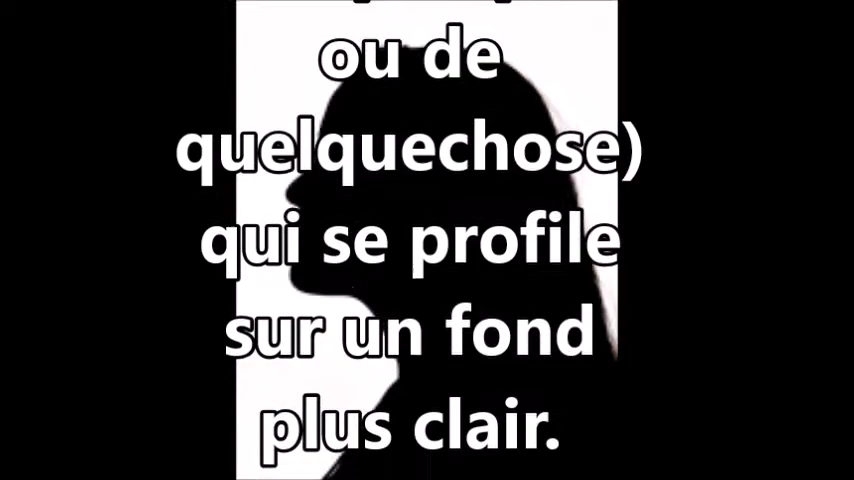 ou de
quelquechose)
qui se profile
sur un fond
plus clair.